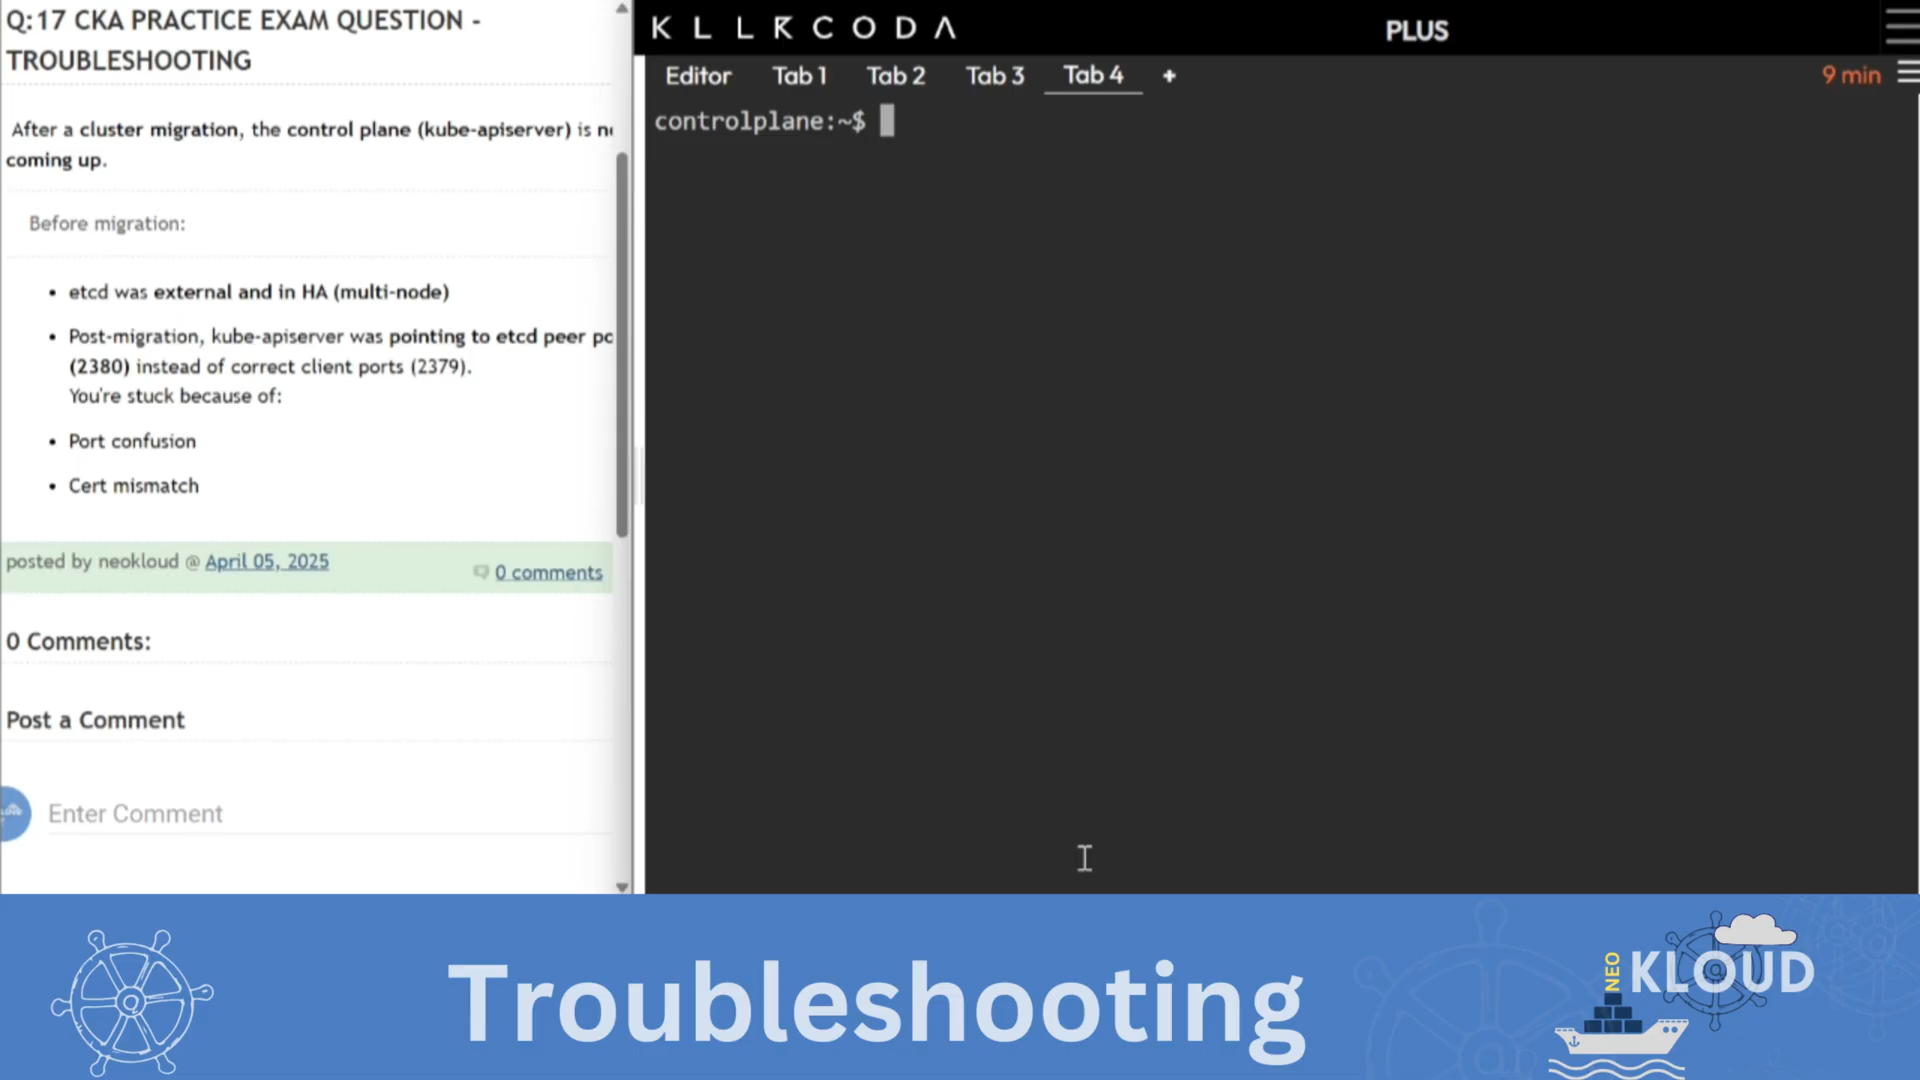 Q:17 CKA PRACTICE EXAM QUESTION -
TROUBLESHOOTING
After a cluster migration, the control plane (kube-apiserver) is
coming up.
Before migration:
• etcd was external and in HA (multi-node)
• Post-migration, kube-apiserver was pointing to etcd peer
(2380) instead of correct client ports (2379).
You're stuck because of:
• Port confusion
• Cert mismatch
posted by neokloud @ April 05, 2025
0 comments
0 Comments:
Post a Comment
Enter Comment
KLLRCODA
PLUS
Editor Tab 1 Tab 2 Tab 3 Tab 4 +
9 min
controlplane:~$
Troubleshooting
NEO KLOUD